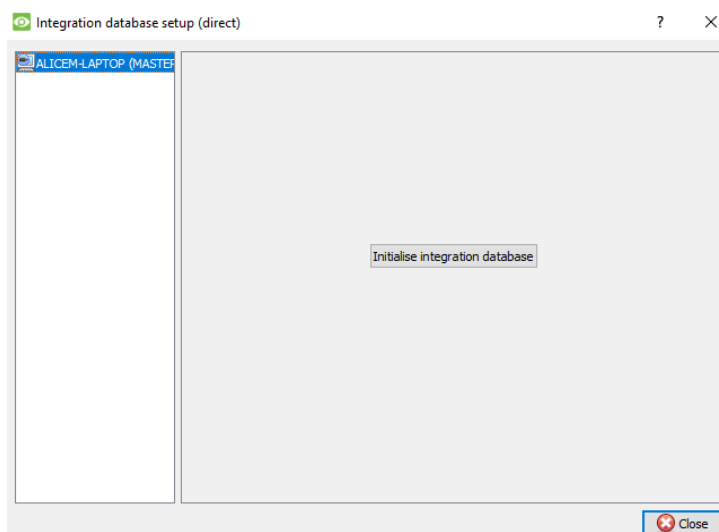 Integration database setup (direct)
?
ALICEM-LAPTOP (MASTER
Initialise integration database
Close